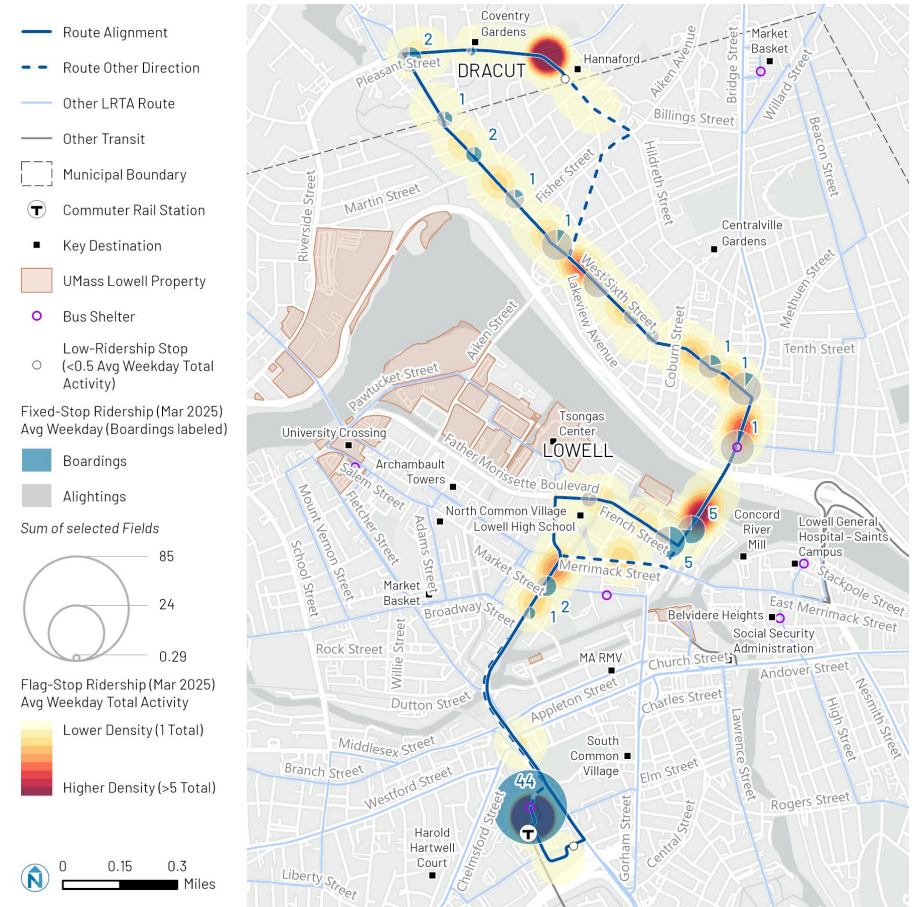 Route Alignment
Route Other Direction
Other LRTA Route
Other Transit
Municipal Boundary
T
Commuter Rail Station
Key Destination
UMass Lowell Property
Bus Shelter
Low-Ridership Stop
(<0.5 Avg Weekday Total
Activity)
Fixed-Stop Ridership (Mar 2025)
Avg Weekday (Boardings labeled)
Boardings
Alightings
Sum of selected Fields
85
24
0.29
Flag-Stop Ridership (Mar 2025)
Avg Weekday Total Activity
Lower Density (1 Total)
Higher Density (>5 Total)
N
0
0.15
0.3
Miles
Coventry
Gardens
2
Pleasant Street
DRACUT
Hannaford
Aiken Avenue
Bridge Street
Market
Basket
Willard Street
Billings Street
Beacon Street
1
2
1
1
Fisher Street
Hildreth Street
Martin Street
Riverside Street
Centralville
Gardens
West Sixth Street
Lakeview Avenue
Methuen Street
Aiken Street
Coburn Street
1
1
Tenth Street
Pawtucket Street
1
University Crossing
Tsongas
Center
LOWELL
Father Morissette Boulevard
Archambault
Towers
Salem Street
Fletcher Street
Mount Vernon Street
School Street
Adams Street
North Common Village
Lowell High School
French Street
5
5
Concord
River
Mill
Lowell General
Hospital – Saints
Campus
Stackpole Street
Merrimack Street
Market Street
Market
Basket
Broadway Street
2
1
East Merrimack Street
Belvidere Heights
Social Security
Administration
Rock Street
Willie Street
MA RMV
Church Street
Andover Street
Dutton Street
Appleton Street
Charles Street
Nesmith Street
High Street
Lawrence Street
Middlesex Street
Branch Street
Westford Street
South
Common
Village
Elm Street
Rogers Street
44
T
Chelmsford Street
Gorham Street
Central Street
Harold
Hartwell
Court
Liberty Street